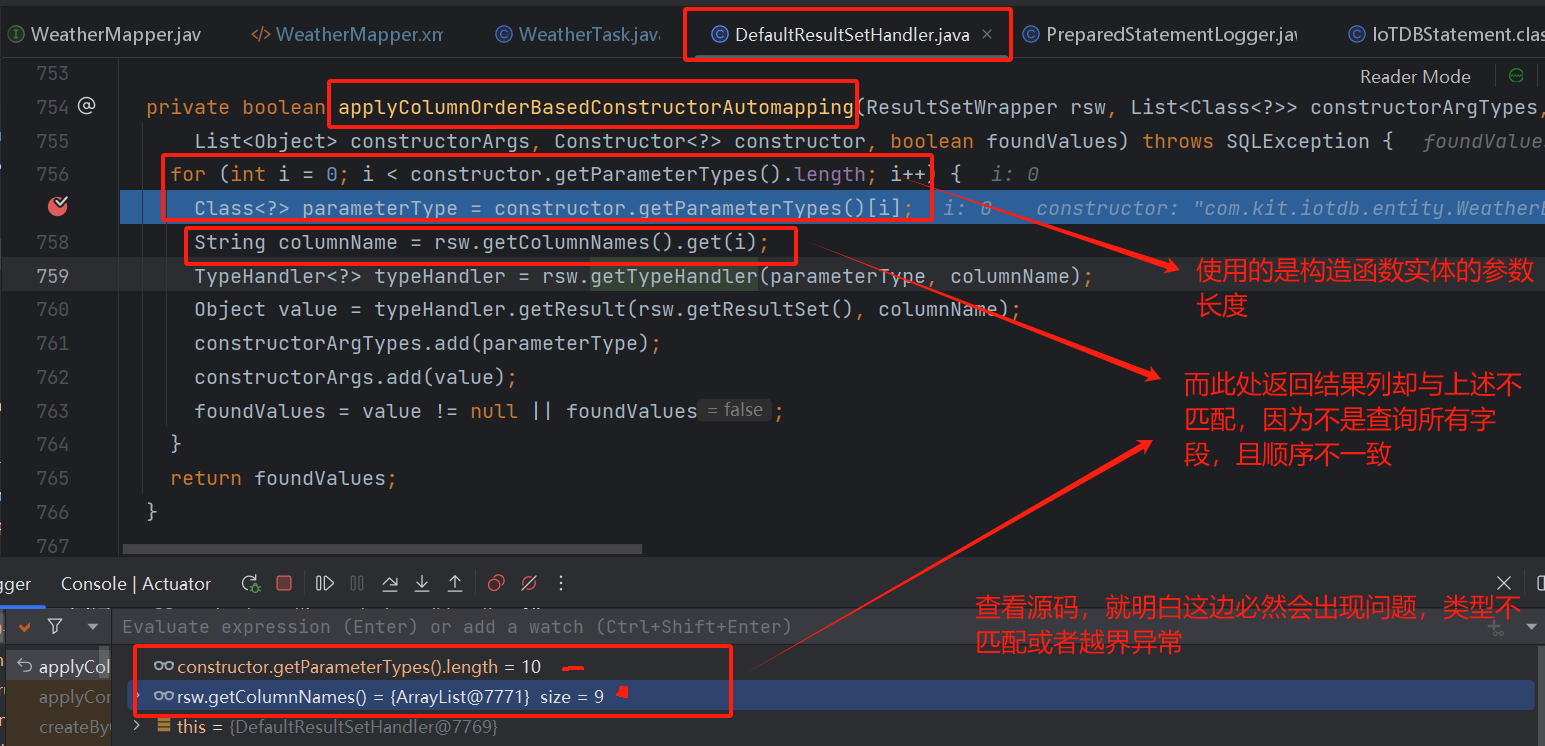 WeatherMapper.jav
WeatherMapper.xm
WeatherTask.java
DefaultResultSetHandler.java
PreparedStatementLogger.jav
IoTDBStatement.clas
753
Reader Mode
754 @ private boolean applyColumnOrderBasedConstructorAutomapping(ResultSetWrapper rsw, List<Class<?>> constructorArgTypes,
755 List<Object> constructorArgs, Constructor<?> constructor, boolean foundValues) throws SQLException { foundValue
756 for (int i = 0; i < constructor.getParameterTypes().length; i++) { i: 0
Class<?> parameterType = constructor.getParameterTypes()[i]; i: 0 constructor: "com.kit.iotdb.entity.WeatherE
758 String columnName = rsw.getColumnNames().get(i);
759 TypeHandler<?> typeHandler = rsw.getTypeHandler(parameterType, columnName);
760 Object value = typeHandler.getResult(rsw.getResultSet(), columnName);
761 constructorArgTypes.add(parameterType);
762 constructorArgs.add(value);
763 foundValues = value != null || foundValues = false ;
764 }
765 return foundValues;
766 }
767
使用的是构造函数实体的参数
长度
而此处返回结果列却与上述不
匹配，因为不是查询所有字
段，且顺序不一致
gger Console | Actuator
Evaluate expression (Enter) or add a watch (Ctrl+Shift+Enter)
查看源码，就明白这边必然会出现问题，类型不
匹配或者越界异常
applyCol
applyCor
createBy
constructor.getParameterTypes().length = 10
rsw.getColumnNames() = {ArrayList@7771} size = 9
this = {DefaultResultSetHandler@7769}